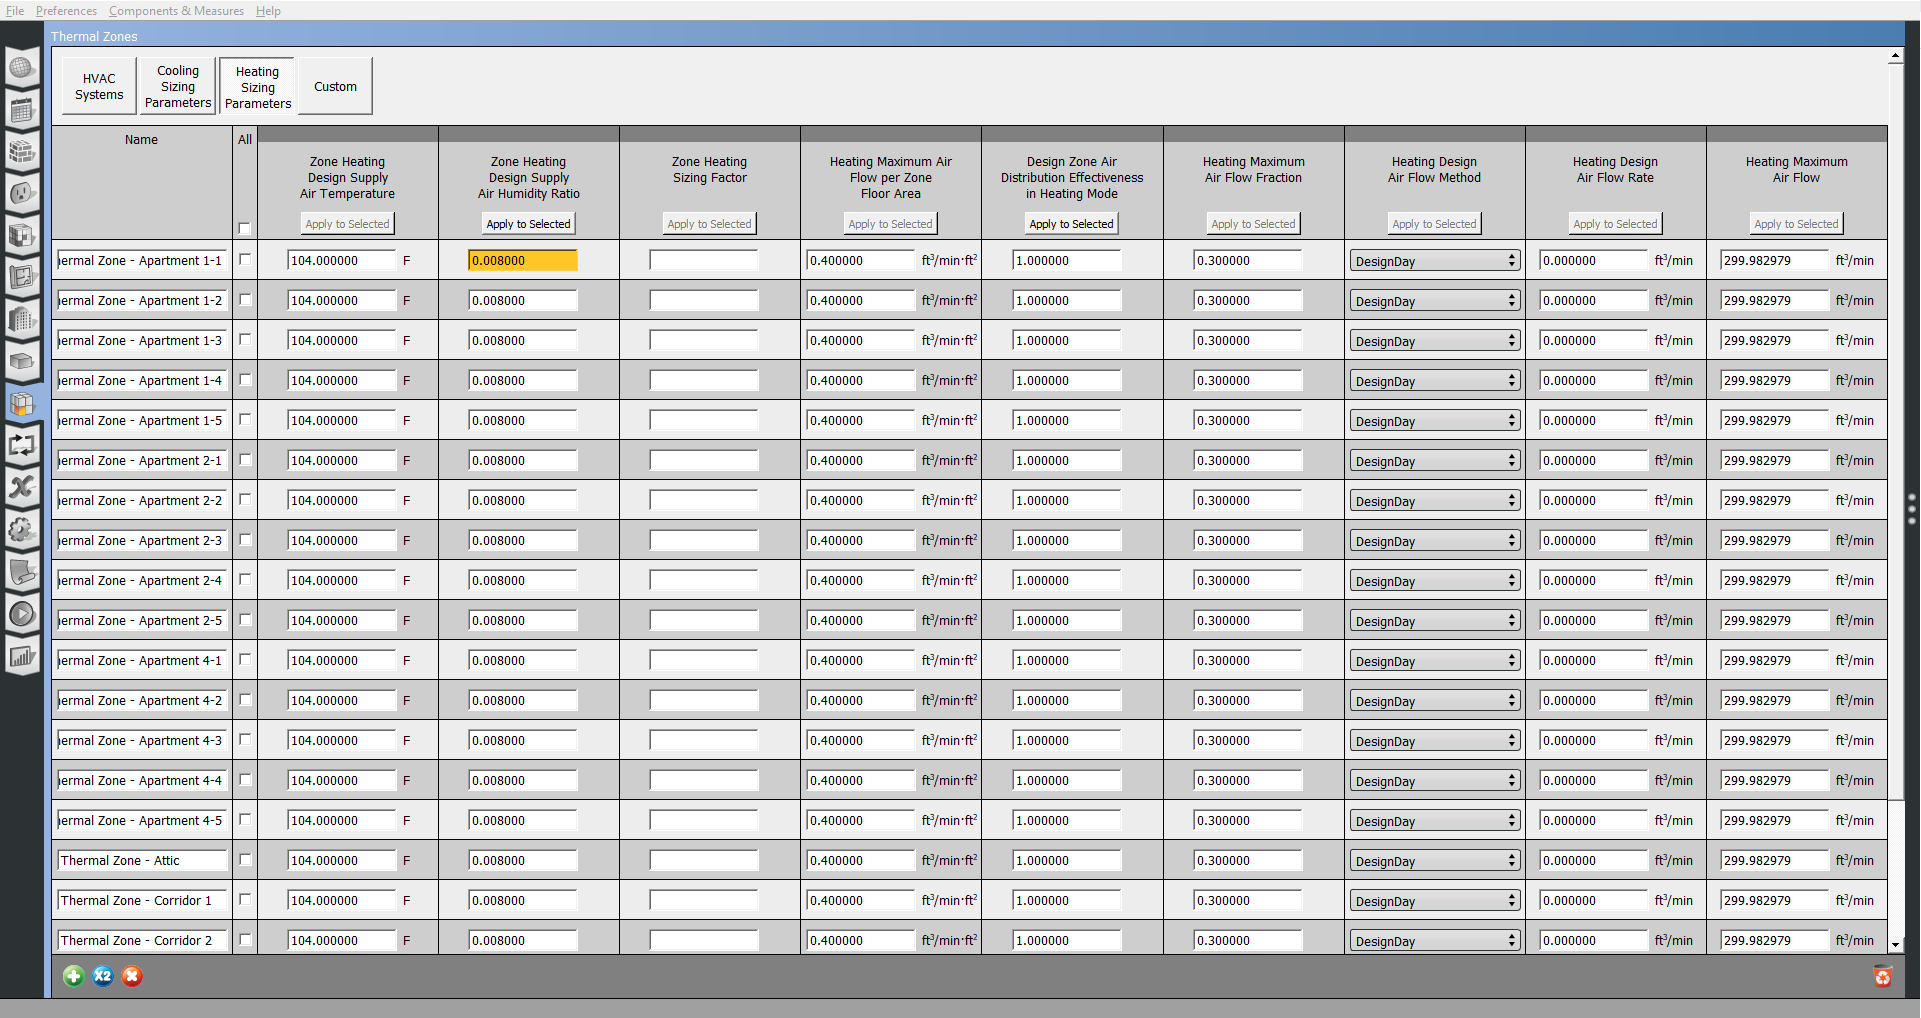 File Preferences Components & Measures Help
Thermal Zones
HVAC Systems
Cooling Sizing Parameters
Heating Sizing Parameters
Custom
Name
All
Zone Heating
Design Supply
Air Temperature
Apply to Selected
Zone Heating
Design Supply
Air Humidity Ratio
Apply to Selected
Zone Heating
Sizing Factor
Apply to Selected
Heating Maximum Air
Flow per Zone
Floor Area
Apply to Selected
Design Zone Air
Distribution Effectiveness
in Heating Mode
Apply to Selected
Heating Maximum
Air Flow Fraction
Apply to Selected
Heating Design
Air Flow Method
Apply to Selected
Heating Design
Air Flow Rate
Apply to Selected
Heating Maximum
Air Flow
Apply to Selected
hermal Zone - Apartment 1-1 104.000000 F 0.008000 0.400000 ft³/min·ft² 1.000000 0.300000 DesignDay 0.000000 ft³/min 299.982979 ft³/min
hermal Zone - Apartment 1-2 104.000000 F 0.008000 0.400000 ft³/min·ft² 1.000000 0.300000 DesignDay 0.000000 ft³/min 299.982979 ft³/min
hermal Zone - Apartment 1-3 104.000000 F 0.008000 0.400000 ft³/min·ft² 1.000000 0.300000 DesignDay 0.000000 ft³/min 299.982979 ft³/min
hermal Zone - Apartment 1-4 104.000000 F 0.008000 0.400000 ft³/min·ft² 1.000000 0.300000 DesignDay 0.000000 ft³/min 299.982979 ft³/min
hermal Zone - Apartment 1-5 104.000000 F 0.008000 0.400000 ft³/min·ft² 1.000000 0.300000 DesignDay 0.000000 ft³/min 299.982979 ft³/min
hermal Zone - Apartment 2-1 104.000000 F 0.008000 0.400000 ft³/min·ft² 1.000000 0.300000 DesignDay 0.000000 ft³/min 299.982979 ft³/min
hermal Zone - Apartment 2-2 104.000000 F 0.008000 0.400000 ft³/min·ft² 1.000000 0.300000 DesignDay 0.000000 ft³/min 299.982979 ft³/min
hermal Zone - Apartment 2-3 104.000000 F 0.008000 0.400000 ft³/min·ft² 1.000000 0.300000 DesignDay 0.000000 ft³/min 299.982979 ft³/min
hermal Zone - Apartment 2-4 104.000000 F 0.008000 0.400000 ft³/min·ft² 1.000000 0.300000 DesignDay 0.000000 ft³/min 299.982979 ft³/min
hermal Zone - Apartment 2-5 104.000000 F 0.008000 0.400000 ft³/min·ft² 1.000000 0.300000 DesignDay 0.000000 ft³/min 299.982979 ft³/min
hermal Zone - Apartment 4-1 104.000000 F 0.008000 0.400000 ft³/min·ft² 1.000000 0.300000 DesignDay 0.000000 ft³/min 299.982979 ft³/min
hermal Zone - Apartment 4-2 104.000000 F 0.008000 0.400000 ft³/min·ft² 1.000000 0.300000 DesignDay 0.000000 ft³/min 299.982979 ft³/min
hermal Zone - Apartment 4-3 104.000000 F 0.008000 0.400000 ft³/min·ft² 1.000000 0.300000 DesignDay 0.000000 ft³/min 299.982979 ft³/min
hermal Zone - Apartment 4-4 104.000000 F 0.008000 0.400000 ft³/min·ft² 1.000000 0.300000 DesignDay 0.000000 ft³/min 299.982979 ft³/min
hermal Zone - Apartment 4-5 104.000000 F 0.008000 0.400000 ft³/min·ft² 1.000000 0.300000 DesignDay 0.000000 ft³/min 299.982979 ft³/min
Thermal Zone - Attic 104.000000 F 0.008000 0.400000 ft³/min·ft² 1.000000 0.300000 DesignDay 0.000000 ft³/min 299.982979 ft³/min
Thermal Zone - Corridor 1 104.000000 F 0.008000 0.400000 ft³/min·ft² 1.000000 0.300000 DesignDay 0.000000 ft³/min 299.982979 ft³/min
Thermal Zone - Corridor 2 104.000000 F 0.008000 0.400000 ft³/min·ft² 1.000000 0.300000 DesignDay 0.000000 ft³/min 299.982979 ft³/min
X2